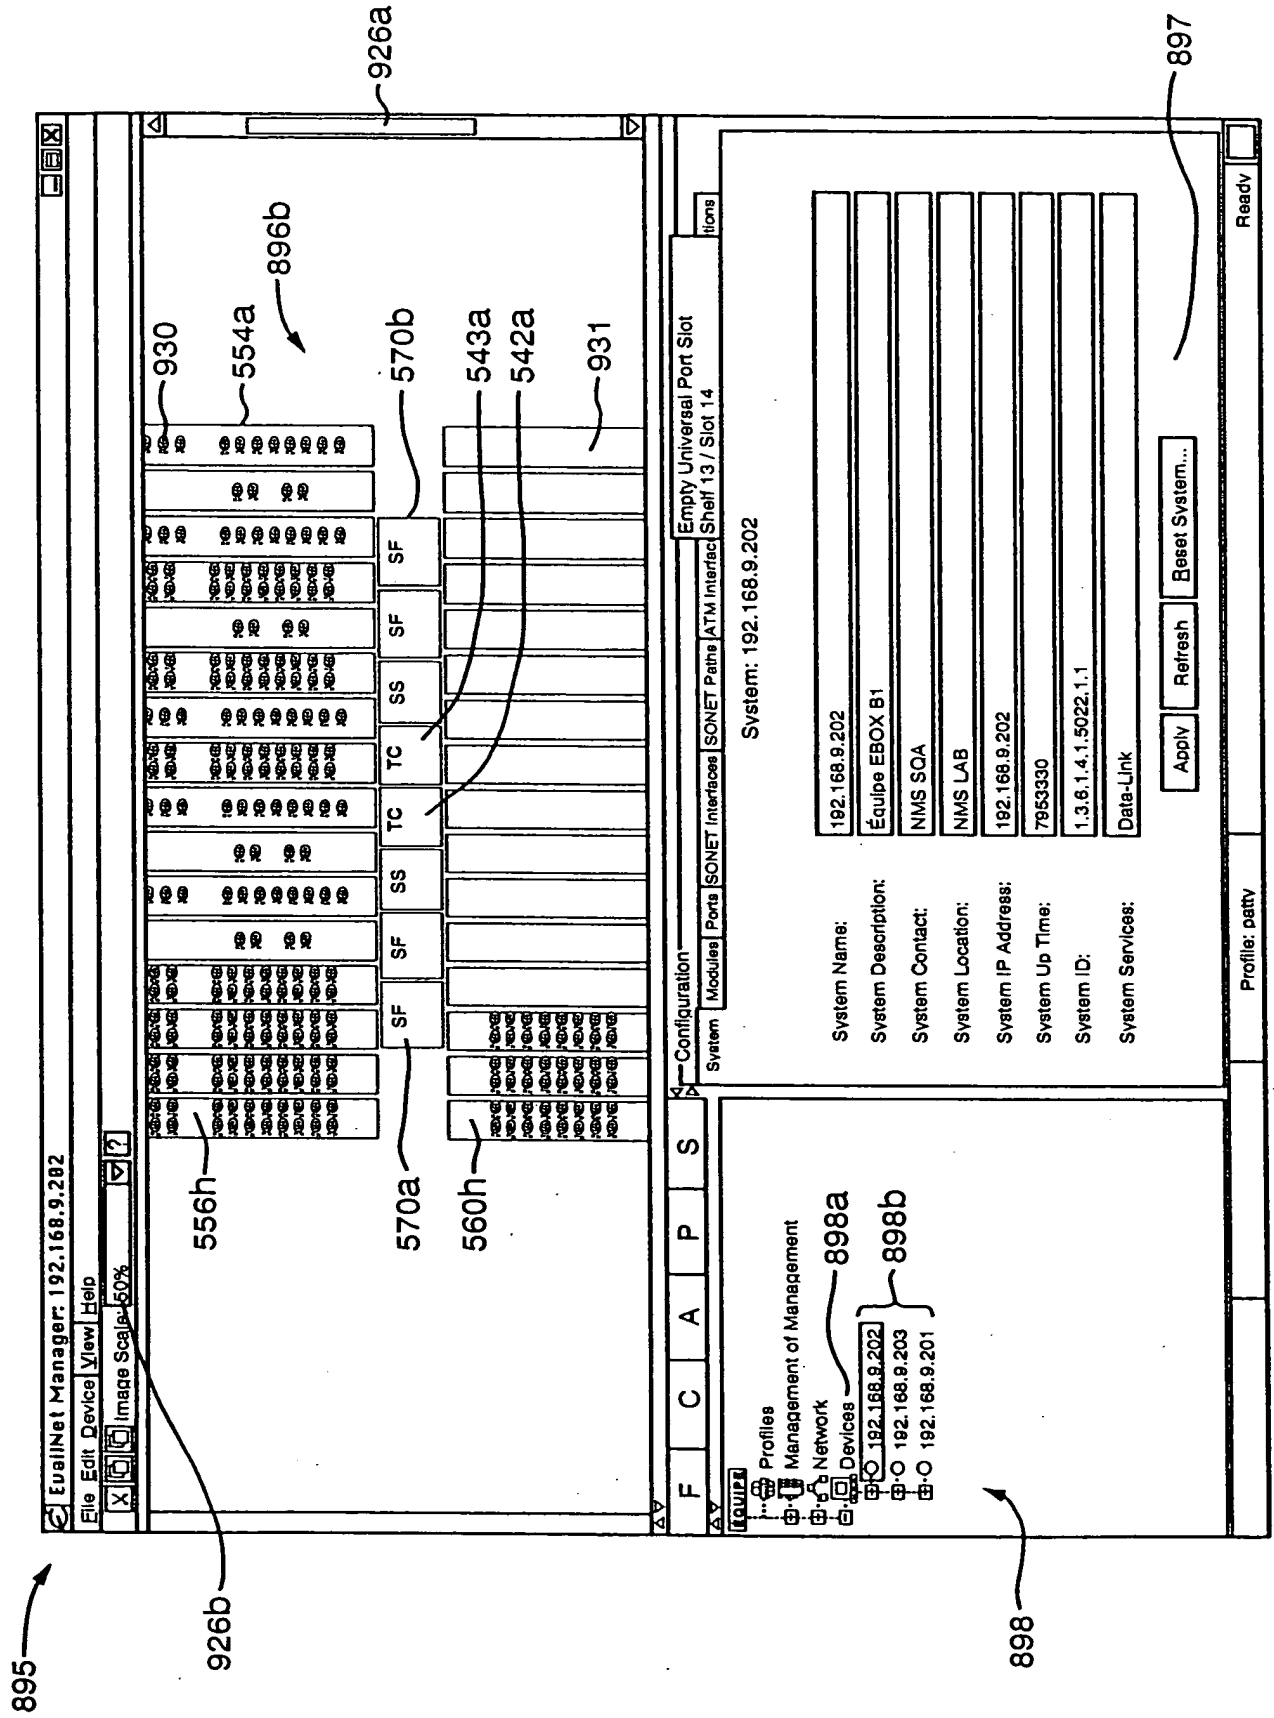 895
EvaliNet Manager: 192.168.9.202
File Edit Device View Help
Image Scale: 50% ?
926b
930
554a
896b
926a
556h
570a
SF SF SS TC TC SS SF SF
570b
543a
542a
560h
931
F C A P S
EQUIPE
Profiles
Management of Management
Network
Devices
192.168.9.202
192.168.9.203
192.168.9.201
898a
898b
898
Configuration
Empty Universal Port Slot
Shelf 13 / Slot 14
System Modules Ports SONET Interfaces SONET Paths ATM Interfac tions
System: 192.168.9.202
System Name: 192.168.9.202
System Description: Équipe EBOX B1
System Contact: NMS SQA
System Location: NMS LAB
System IP Address: 192.168.9.202
System Up Time: 7953330
System ID: 1.3.6.1.4.1.5022.1.1
System Services: Data-Link
Apply Refresh Reset System...
897
Profile: patty
Ready